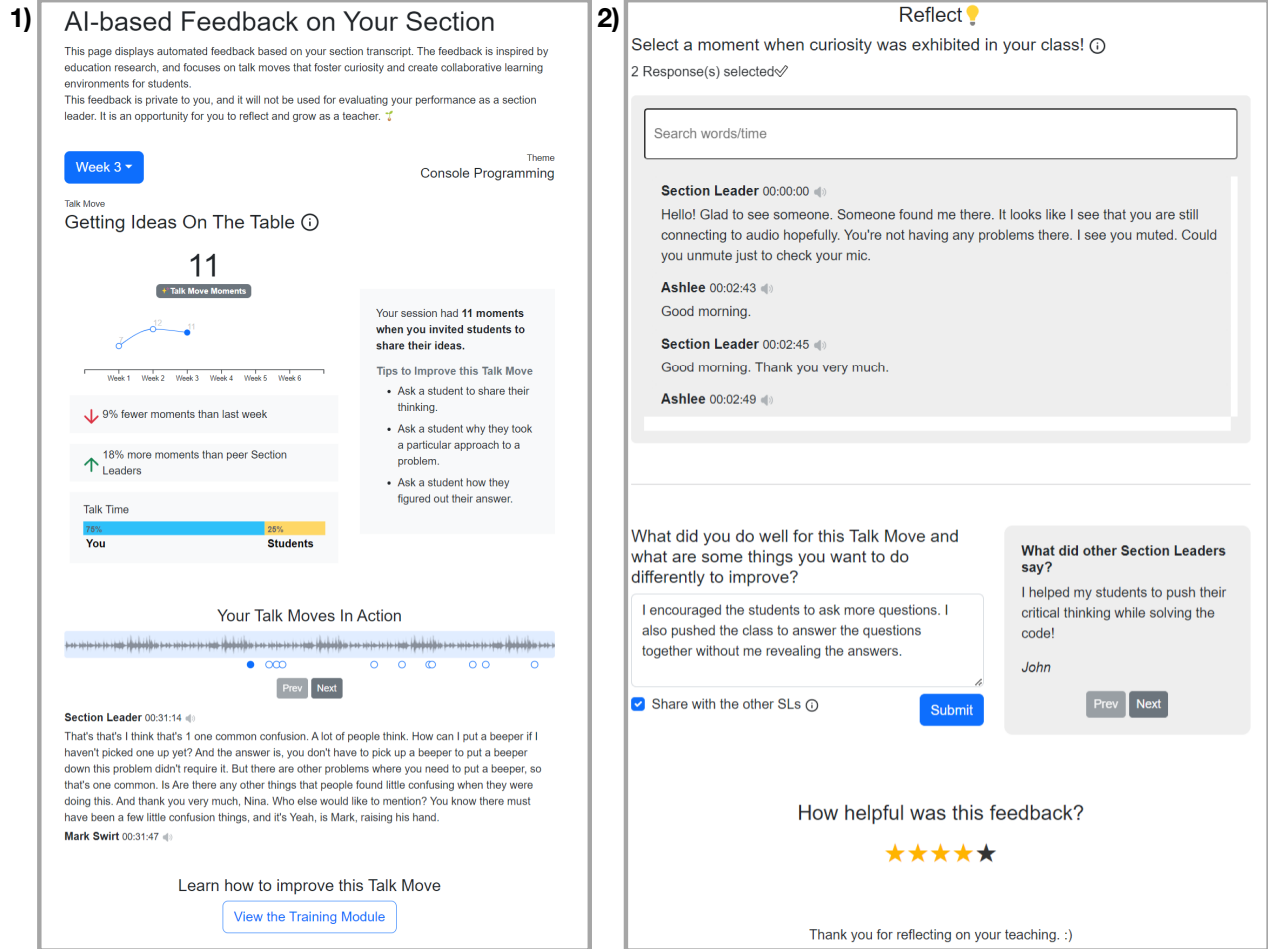 1)
AI-based Feedback on Your Section
This page displays automated feedback based on your section transcript. The feedback is inspired by
education research, and focuses on talk moves that foster curiosity and create collaborative learning
environments for students.
This feedback is private to you, and it will not be used for evaluating your performance as a section
leader. It is an opportunity for you to reflect and grow as a teacher.
Week 3
Theme
Console Programming
Talk Move
Getting Ideas On The Table
11
Talk Move Moments
7
12
11
Week 1 Week 2 Week 3 Week 4 Week 5 Week 6
9% fewer moments than last week
18% more moments than peer Section
Leaders
Talk Time
75% 25%
You Students
Your session had 11 moments
when you invited students to
share their ideas.
Tips to Improve this Talk Move
• Ask a student to share their
thinking.
• Ask a student why they took
a particular approach to a
problem.
• Ask a student how they
figured out their answer.
Your Talk Moves In Action
Prev Next
Section Leader 00:31:14
That's that's I think that's 1 one common confusion. A lot of people think. How can I put a beeper if I
haven't picked one up yet? And the answer is, you don't have to pick up a beeper to put a beeper
down this problem didn't require it. But there are other problems where you need to put a beeper, so
that's one common. Is Are there any other things that people found little confusing when they were
doing this. And thank you very much, Nina. Who else would like to mention? You know there must
have been a few little confusion things, and it's Yeah, is Mark, raising his hand.
Mark Swirt 00:31:47
Learn how to improve this Talk Move
View the Training Module
2)
Reflect
Select a moment when curiosity was exhibited in your class!
2 Response(s) selected
Search words/time
Section Leader 00:00:00
Hello! Glad to see someone. Someone found me there. It looks like I see that you are still
connecting to audio hopefully. You're not having any problems there. I see you muted. Could
you unmute just to check your mic.
Ashlee 00:02:43
Good morning.
Section Leader 00:02:45
Good morning. Thank you very much.
Ashlee 00:02:49
What did you do well for this Talk Move and
what are some things you want to do
differently to improve?
I encouraged the students to ask more questions. I
also pushed the class to answer the questions
together without me revealing the answers.
Share with the other SLs
Submit
What did other Section Leaders
say?
I helped my students to push their
critical thinking while solving the
code!
John
Prev Next
How helpful was this feedback?
Thank you for reflecting on your teaching. :)